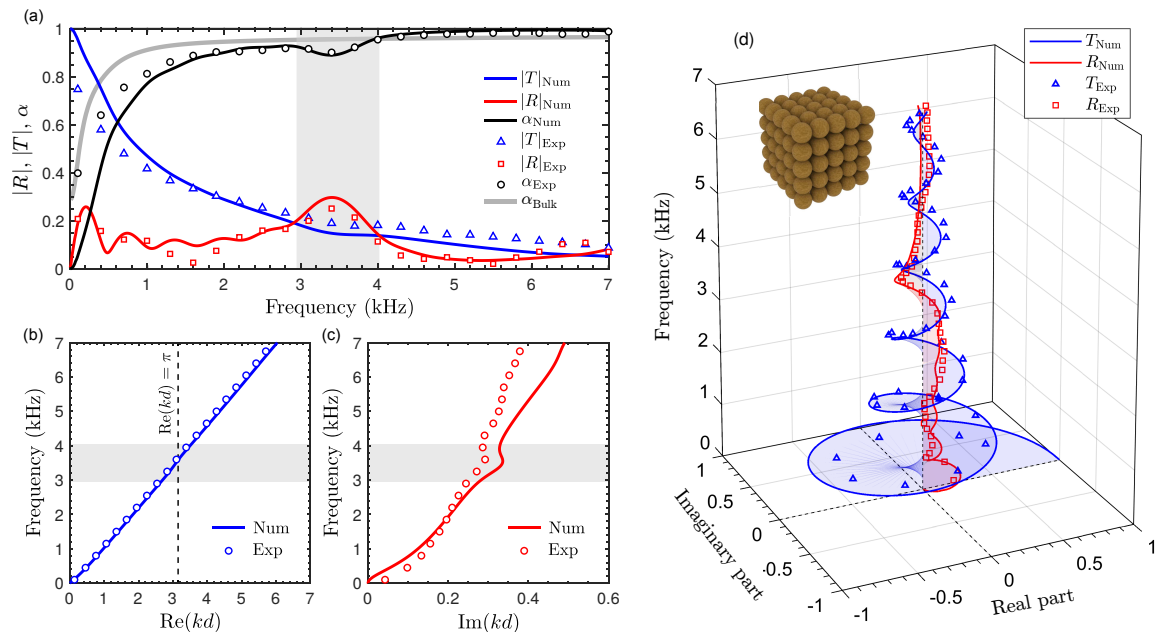 (a)
1
0.8
0.6
0.4
0.2
0
|R|, |T|, α
0 1 2 3 4 5 6 7
Frequency (kHz)
|T|Num
|R|Num
αNum
|T|Exp
|R|Exp
αExp
αBulk
(b)
7
6
5
4
3
2
1
0
Frequency (kHz)
Re(kd) = π
Num
Exp
0 1 2 3 4 5 6 7
Re(kd)
(c)
7
6
5
4
3
2
1
0
Frequency (kHz)
Num
Exp
0 0.2 0.4 0.6
Im(kd)
(d)
TNum
RNum
TExp
RExp
7
6
5
4
3
2
1
0
Frequency (kHz)
1
0.5
0
-0.5
-1
Imaginary part
-1
-0.5
0
0.5
1
Real part